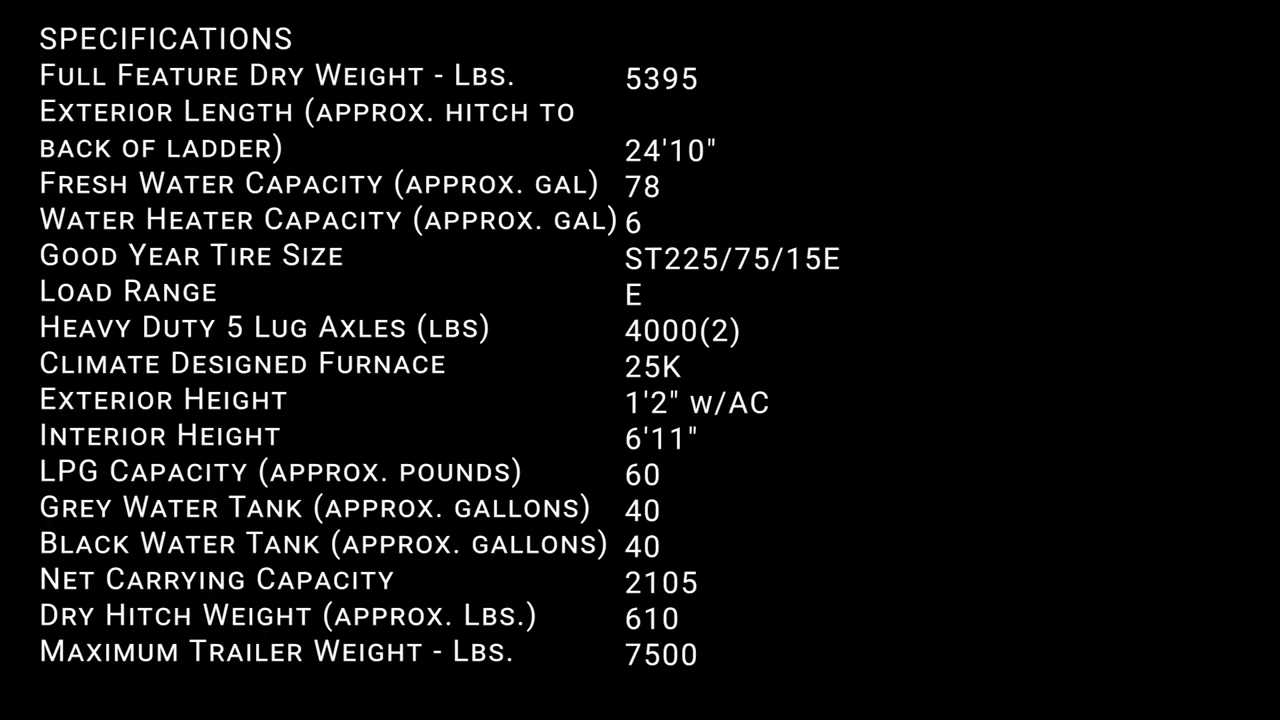 SPECIFICATIONS
FULL FEATURE DRY WEIGHT - LBS. 5395
EXTERIOR LENGTH (APPROX. HITCH TO
BACK OF LADDER) 24'10"
FRESH WATER CAPACITY (APPROX. GAL) 78
WATER HEATER CAPACITY (APPROX. GAL) 6
GOOD YEAR TIRE SIZE ST225/75/15E
LOAD RANGE E
HEAVY DUTY 5 LUG AXLES (LBS) 4000(2)
CLIMATE DESIGNED FURNACE 25K
EXTERIOR HEIGHT 1'2" w/AC
INTERIOR HEIGHT 6'11"
LPG CAPACITY (APPROX. POUNDS) 60
GREY WATER TANK (APPROX. GALLONS) 40
BLACK WATER TANK (APPROX. GALLONS) 40
NET CARRYING CAPACITY 2105
DRY HITCH WEIGHT (APPROX. LBS.) 610
MAXIMUM TRAILER WEIGHT - LBS. 7500